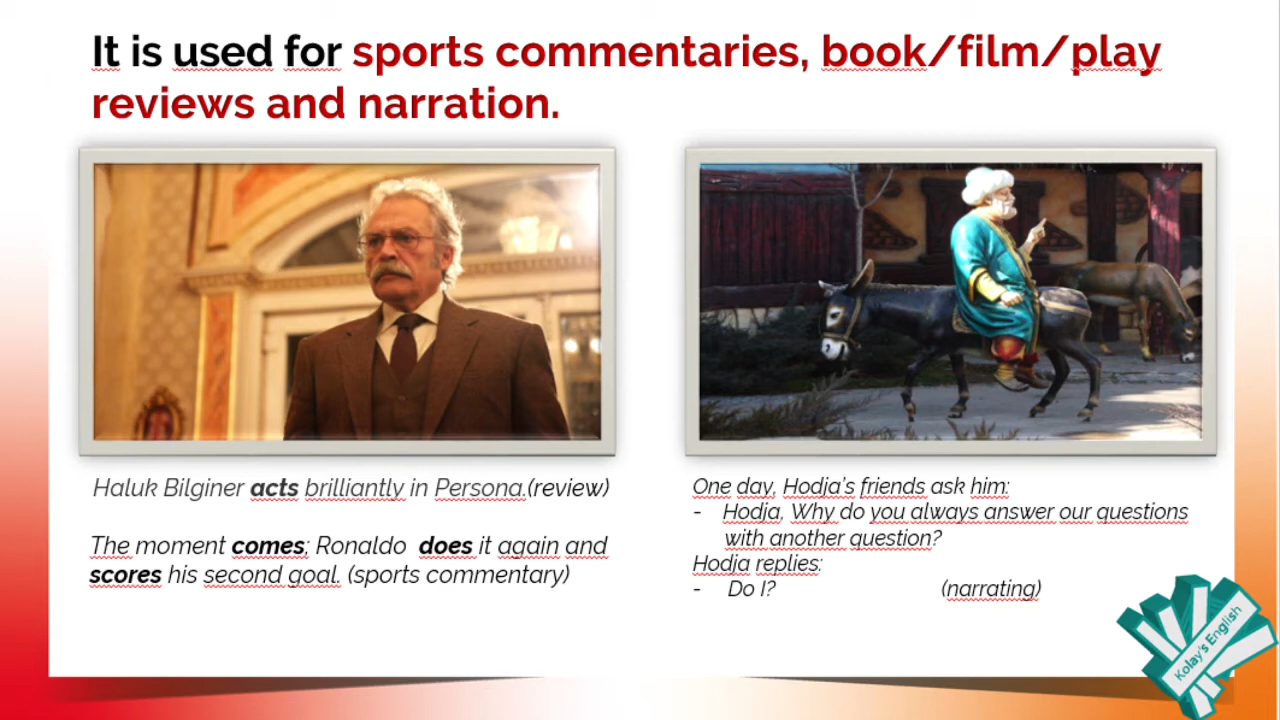 It is used for sports commentaries, book/film/play
reviews and narration.
Haluk Bilginer acts brilliantly in Persona.(review)
The moment comes; Ronaldo does it again and
scores his second goal. (sports commentary)
One day, Hodja's friends ask him:
- Hodja, Why do you always answer our questions
with another question?
Hodja replies:
- Do I? (narrating)
Kolay's English